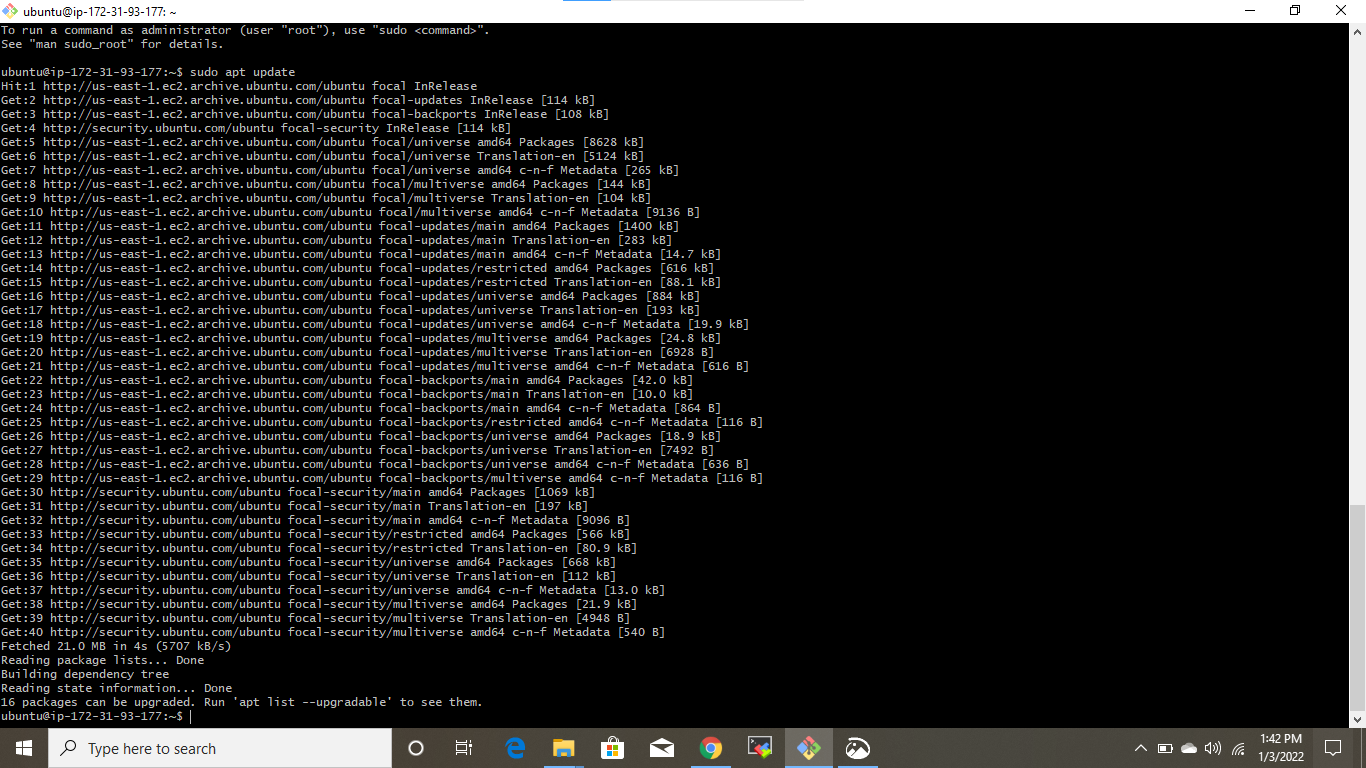 ubuntu@ip-172-31-93-177: ~
To run a command as administrator (user "root"), use "sudo <command>".
See "man sudo_root" for details.
ubuntu@ip-172-31-93-177:~$ sudo apt update
Hit:1 http://us-east-1.ec2.archive.ubuntu.com/ubuntu focal InRelease
Get:2 http://us-east-1.ec2.archive.ubuntu.com/ubuntu focal-updates InRelease [114 kB]
Get:3 http://us-east-1.ec2.archive.ubuntu.com/ubuntu focal-backports InRelease [108 kB]
Get:4 http://security.ubuntu.com/ubuntu focal-security InRelease [114 kB]
Get:5 http://us-east-1.ec2.archive.ubuntu.com/ubuntu focal/universe amd64 Packages [8628 kB]
Get:6 http://us-east-1.ec2.archive.ubuntu.com/ubuntu focal/universe Translation-en [5124 kB]
Get:7 http://us-east-1.ec2.archive.ubuntu.com/ubuntu focal/universe amd64 c-n-f Metadata [265 kB]
Get:8 http://us-east-1.ec2.archive.ubuntu.com/ubuntu focal/multiverse amd64 Packages [144 kB]
Get:9 http://us-east-1.ec2.archive.ubuntu.com/ubuntu focal/multiverse Translation-en [104 kB]
Get:10 http://us-east-1.ec2.archive.ubuntu.com/ubuntu focal/multiverse amd64 c-n-f Metadata [9136 B]
Get:11 http://us-east-1.ec2.archive.ubuntu.com/ubuntu focal-updates/main amd64 Packages [1400 kB]
Get:12 http://us-east-1.ec2.archive.ubuntu.com/ubuntu focal-updates/main Translation-en [283 kB]
Get:13 http://us-east-1.ec2.archive.ubuntu.com/ubuntu focal-updates/main amd64 c-n-f Metadata [14.7 kB]
Get:14 http://us-east-1.ec2.archive.ubuntu.com/ubuntu focal-updates/restricted amd64 Packages [616 kB]
Get:15 http://us-east-1.ec2.archive.ubuntu.com/ubuntu focal-updates/restricted Translation-en [88.1 kB]
Get:16 http://us-east-1.ec2.archive.ubuntu.com/ubuntu focal-updates/universe amd64 Packages [884 kB]
Get:17 http://us-east-1.ec2.archive.ubuntu.com/ubuntu focal-updates/universe Translation-en [193 kB]
Get:18 http://us-east-1.ec2.archive.ubuntu.com/ubuntu focal-updates/universe amd64 c-n-f Metadata [19.9 kB]
Get:19 http://us-east-1.ec2.archive.ubuntu.com/ubuntu focal-updates/multiverse amd64 Packages [24.8 kB]
Get:20 http://us-east-1.ec2.archive.ubuntu.com/ubuntu focal-updates/multiverse Translation-en [6928 B]
Get:21 http://us-east-1.ec2.archive.ubuntu.com/ubuntu focal-updates/multiverse amd64 c-n-f Metadata [616 B]
Get:22 http://us-east-1.ec2.archive.ubuntu.com/ubuntu focal-backports/main amd64 Packages [42.0 kB]
Get:23 http://us-east-1.ec2.archive.ubuntu.com/ubuntu focal-backports/main Translation-en [10.0 kB]
Get:24 http://us-east-1.ec2.archive.ubuntu.com/ubuntu focal-backports/main amd64 c-n-f Metadata [864 B]
Get:25 http://us-east-1.ec2.archive.ubuntu.com/ubuntu focal-backports/restricted amd64 c-n-f Metadata [116 B]
Get:26 http://us-east-1.ec2.archive.ubuntu.com/ubuntu focal-backports/universe amd64 Packages [18.9 kB]
Get:27 http://us-east-1.ec2.archive.ubuntu.com/ubuntu focal-backports/universe Translation-en [7492 B]
Get:28 http://us-east-1.ec2.archive.ubuntu.com/ubuntu focal-backports/universe amd64 c-n-f Metadata [636 B]
Get:29 http://us-east-1.ec2.archive.ubuntu.com/ubuntu focal-backports/multiverse amd64 c-n-f Metadata [116 B]
Get:30 http://security.ubuntu.com/ubuntu focal-security/main amd64 Packages [1069 kB]
Get:31 http://security.ubuntu.com/ubuntu focal-security/main Translation-en [197 kB]
Get:32 http://security.ubuntu.com/ubuntu focal-security/main amd64 c-n-f Metadata [9096 B]
Get:33 http://security.ubuntu.com/ubuntu focal-security/restricted amd64 Packages [566 kB]
Get:34 http://security.ubuntu.com/ubuntu focal-security/restricted Translation-en [80.9 kB]
Get:35 http://security.ubuntu.com/ubuntu focal-security/universe amd64 Packages [668 kB]
Get:36 http://security.ubuntu.com/ubuntu focal-security/universe Translation-en [112 kB]
Get:37 http://security.ubuntu.com/ubuntu focal-security/universe amd64 c-n-f Metadata [13.0 kB]
Get:38 http://security.ubuntu.com/ubuntu focal-security/multiverse amd64 Packages [21.9 kB]
Get:39 http://security.ubuntu.com/ubuntu focal-security/multiverse Translation-en [4948 B]
Get:40 http://security.ubuntu.com/ubuntu focal-security/multiverse amd64 c-n-f Metadata [540 B]
Fetched 21.0 MB in 4s (5707 kB/s)
Reading package lists... Done
Building dependency tree
Reading state information... Done
16 packages can be upgraded. Run 'apt list --upgradable' to see them.
ubuntu@ip-172-31-93-177:~$
Type here to search
1:42 PM
1/3/2022